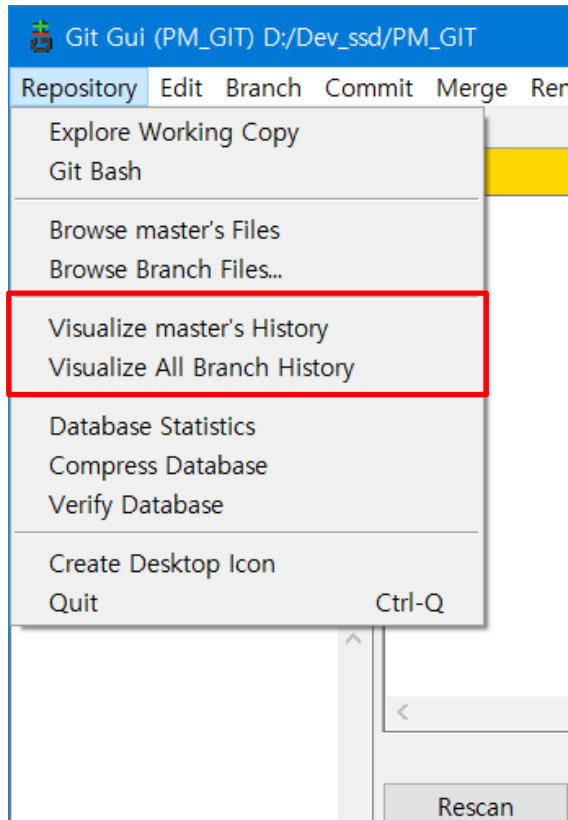 Git Gui (PM_GIT) D:/Dev_ssd/PM_GIT
Repository Edit Branch Commit Merge Rer
Explore Working Copy
Git Bash
Browse master's Files
Browse Branch Files...
Visualize master's History
Visualize All Branch History
Database Statistics
Compress Database
Verify Database
Create Desktop Icon
Quit Ctrl-Q
Rescan